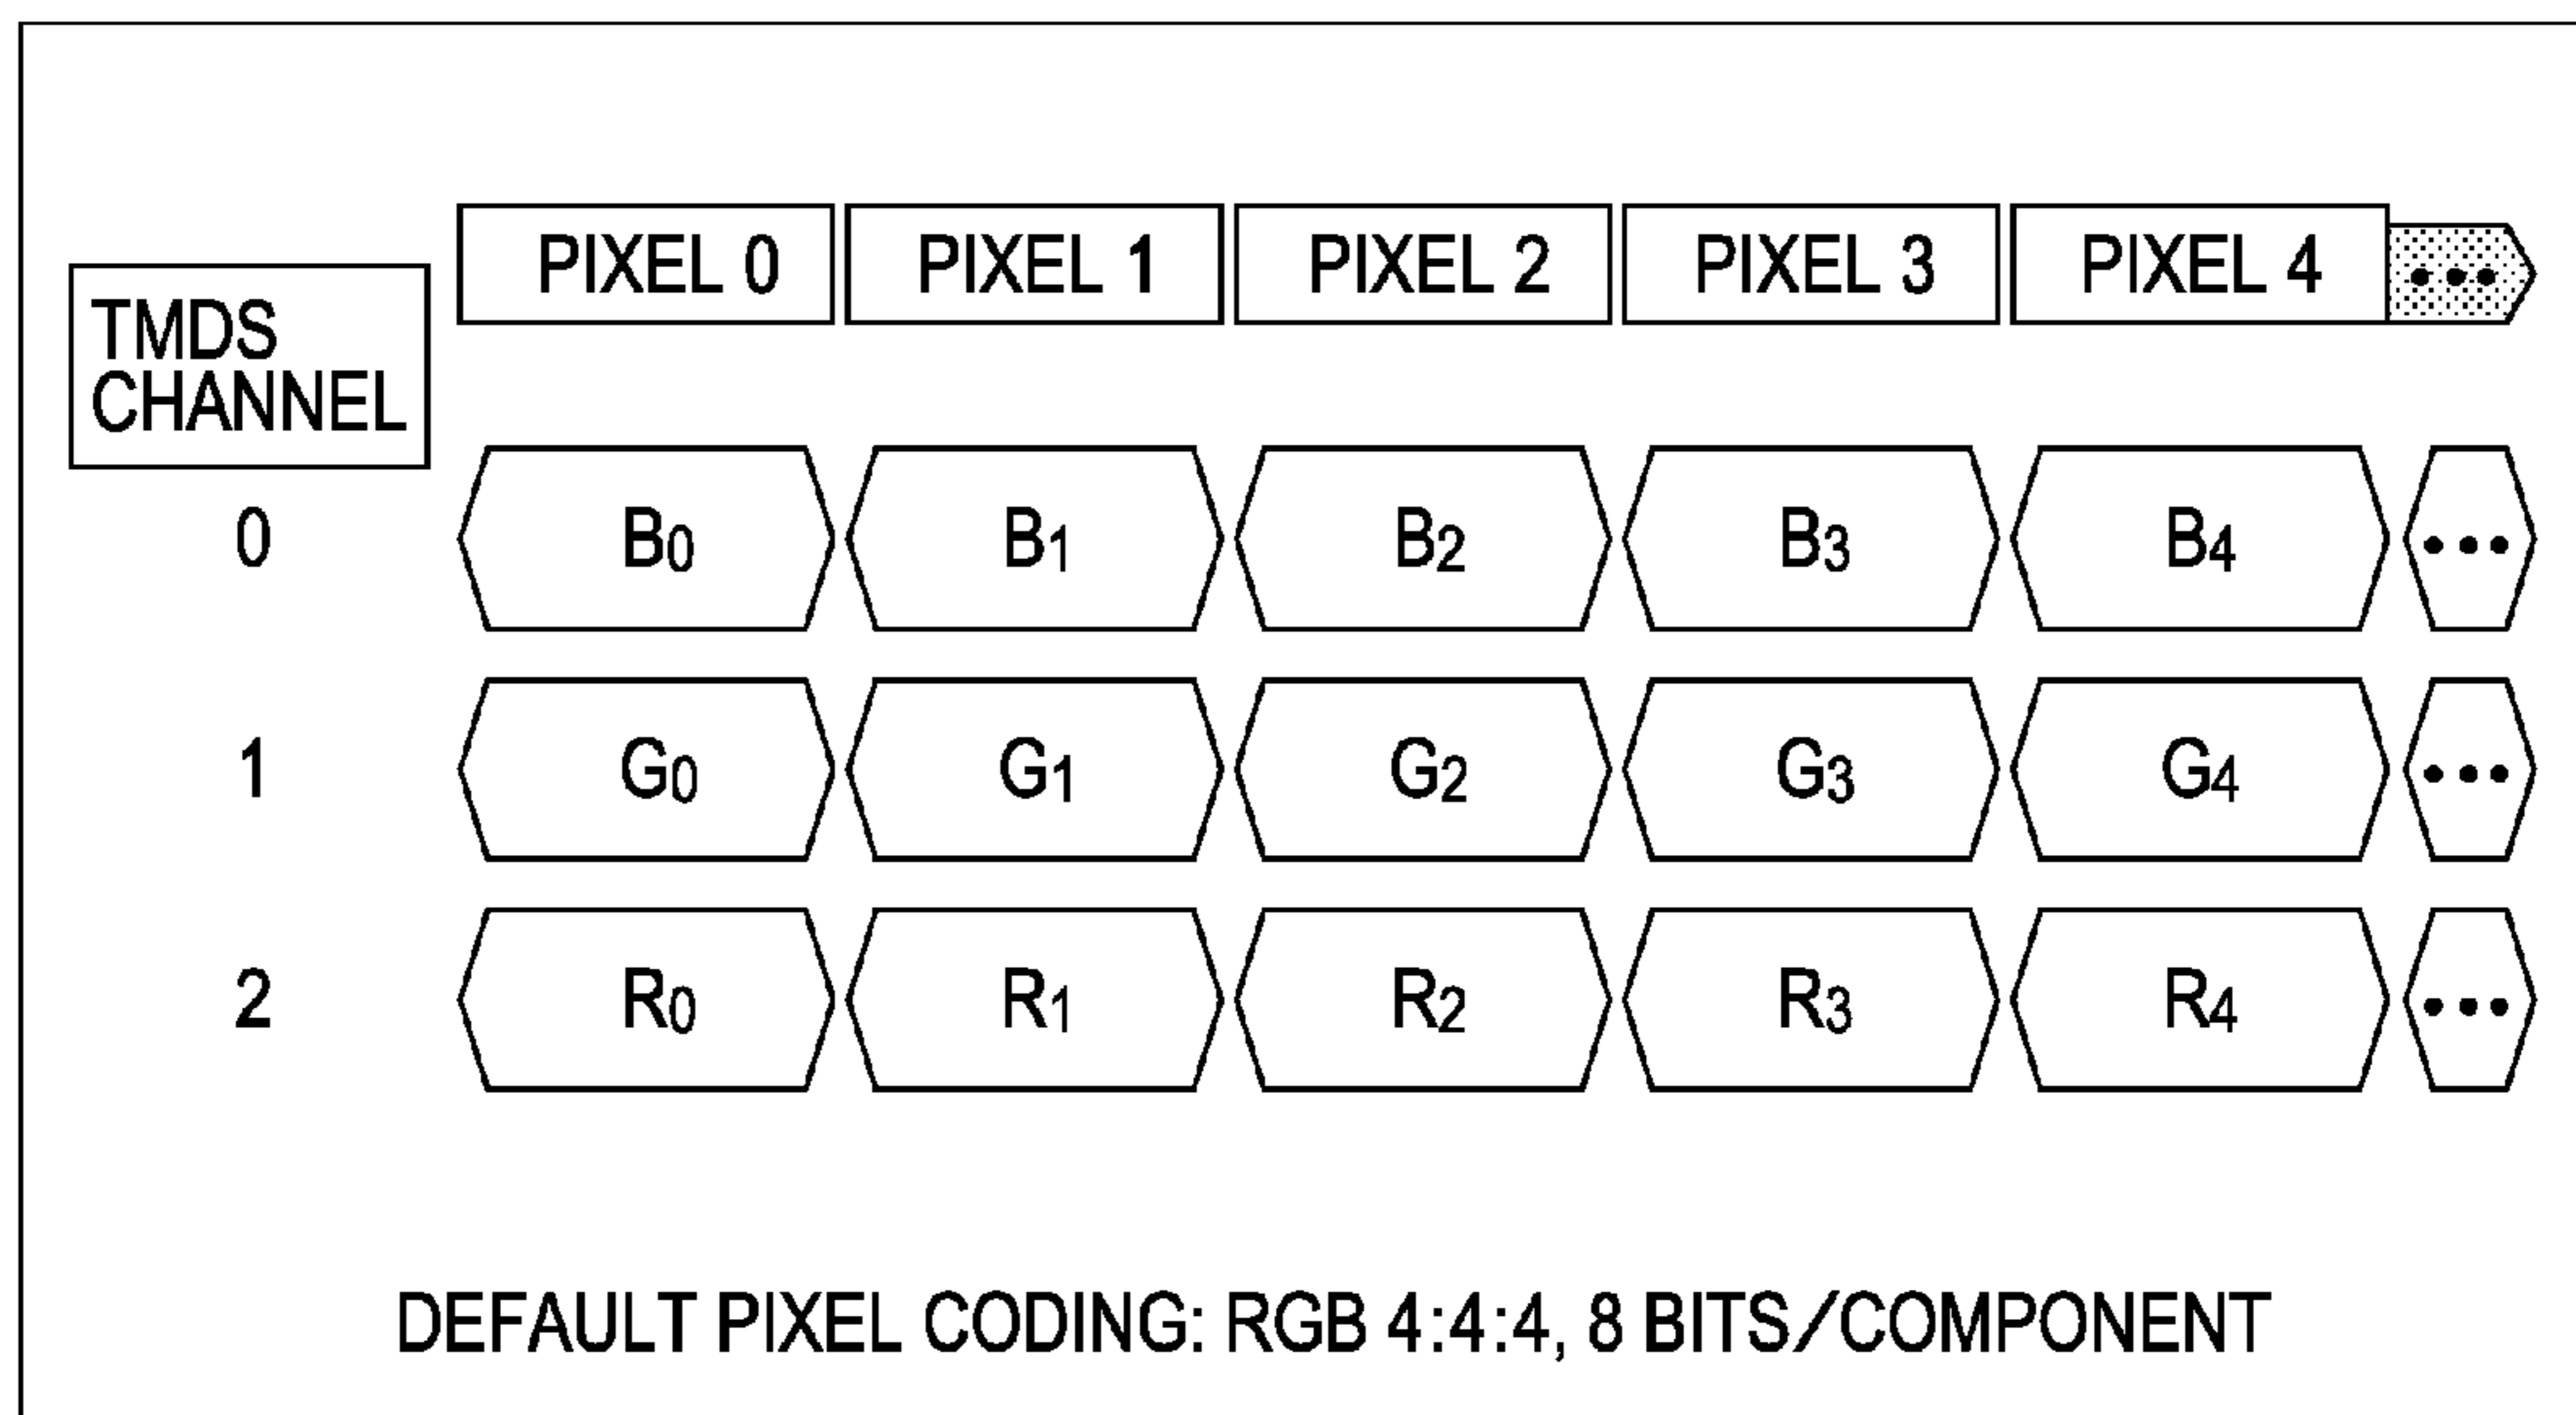 PIXEL 0 PIXEL 1 PIXEL 2 PIXEL 3 PIXEL 4 •••
TMDS
CHANNEL
0 B0 B1 B2 B3 B4 •••
1 G0 G1 G2 G3 G4 •••
2 R0 R1 R2 R3 R4 •••
DEFAULT PIXEL CODING: RGB 4:4:4, 8 BITS/COMPONENT